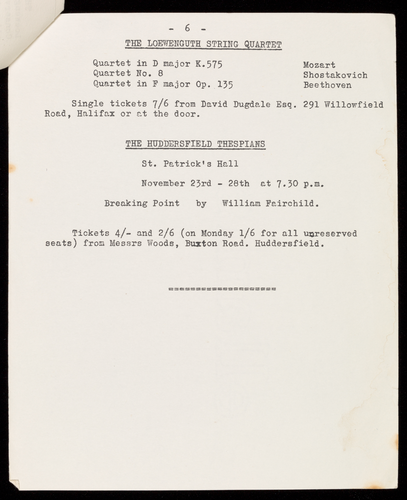 - 6 -
THE LOEWENGUTH STRING QUARTET
Quartet in D major K.575 Mozart
Quartet No. 8 Shostakovich
Quartet in F major Op. 135 Beethoven
Single tickets 7/6 from David Dugdale Esq. 291 Willowfield
Road, Halifax or at the door.
THE HUDDERSFIELD THESPIANS
St. Patrick's Hall
November 23rd - 28th at 7.30 p.m.
Breaking Point by William Fairchild.
Tickets 4/- and 2/6 (on Monday 1/6 for all unreserved
seats) from Messrs Woods, Buxton Road. Huddersfield.
===================